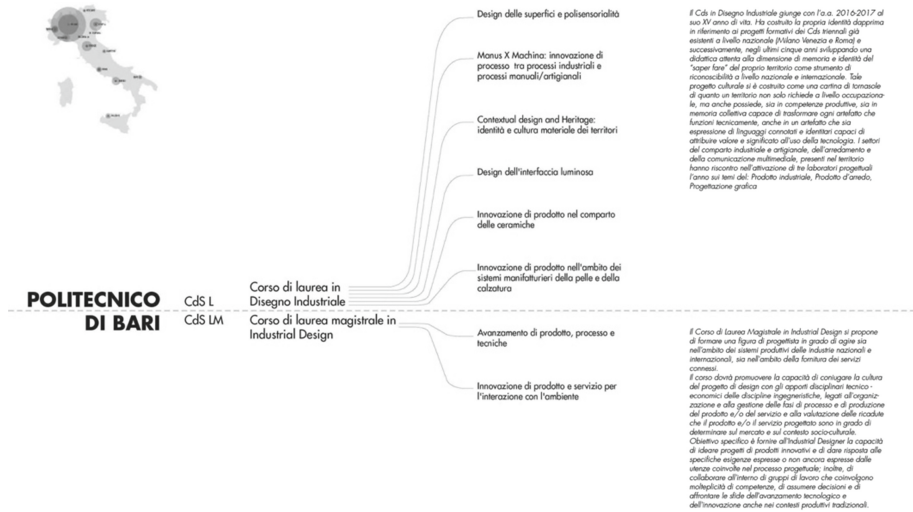 Design delle superfici e polisensorialità
Manus X Machina: innovazione di
processo tra processi industriali e
processi manuali/artigianali
Contextual design and Heritage:
identità e cultura materiale dei territori
Design dell'interfaccia luminosa
Innovazione di prodotto nel comparto
delle ceramiche
Innovazione di prodotto nell'ambito dei
sistemi manifatturieri della pelle e della
calzatura
POLITECNICO
DI BARI
CdS L
Corso di laurea in
Disegno Industriale
CdS LM
Corso di laurea magistrale in
Industrial Design
Avanzamento di prodotto, processo e
tecniche
Innovazione di prodotto e servizio per
l'interazione con l'ambiente
Il Cds in Disegno Industriale giunge con l'a.a. 2016-2017 al
suo XV anno di vita. Ha costruito la propria identità dapprima
in riferimento ai progetti formativi dei Cds triennali già
esistenti a livello nazionale (Milano Venezia e Roma) e
successivamente, negli ultimi cinque anni sviluppando una
didattica attenta alla dimensione di memoria e identità del
"saper fare" del proprio territorio come strumento di
riconoscibilità a livello nazionale e internazionale. Tale
progetto culturale si è costruito come una cartina di tornasole
di quanto un territorio non solo richiede a livello occupaziona-
le, ma anche possiede, sia in competenze produttive, sia in
memoria collettiva capace di trasformare ogni artefatto che
funzioni tecnicamente, anche in un artefatto che sia
espressione di linguaggi connotati e identitari capaci di
attribuire valore e significato all'uso della tecnologia. I settori
del comparto industriale e artigianale, dell'arredamento e
della comunicazione multimediale, presenti nel territorio
hanno riscontro nell'attivazione di tre laboratori progettuali
l'anno sui temi del: Prodotto industriale, Prodotto d'arredo,
Progettazione grafica
Il Corso di Laurea Magistrale in Industrial Design si propone
di formare una figura di progettista in grado di agire sia
nell'ambito dei sistemi produttivi delle industrie nazionali e
internazionali, sia nell'ambito della fornitura dei servizi
connessi.
Il corso dovrà promuovere la capacità di coniugare la cultura
del progetto di design con gli apporti disciplinari tecnico -
economici delle discipline ingegneristiche, legati all'organiz-
zazione e alla gestione delle fasi di processo e di produzione
del prodotto e/o del servizio e alla valutazione delle ricadute
che il prodotto e/o il servizio progettato sono in grado di
determinare sul mercato e sul contesto socio-culturale.
Obiettivo specifico è fornire all'Industrial Designer la capacità
di ideare progetti di prodotti innovativi e di dare risposta alle
specifiche esigenze espresse o non ancora espresse dalle
utenze coinvolte nel processo progettuale; inoltre, di
collaborare all'interno di gruppi di lavoro che coinvolgono
molteplicità di competenze, di assumere decisioni e di
affrontare le sfide dell'avanzamento tecnologico e
dell'innovazione anche nei contesti produttivi tradizionali.